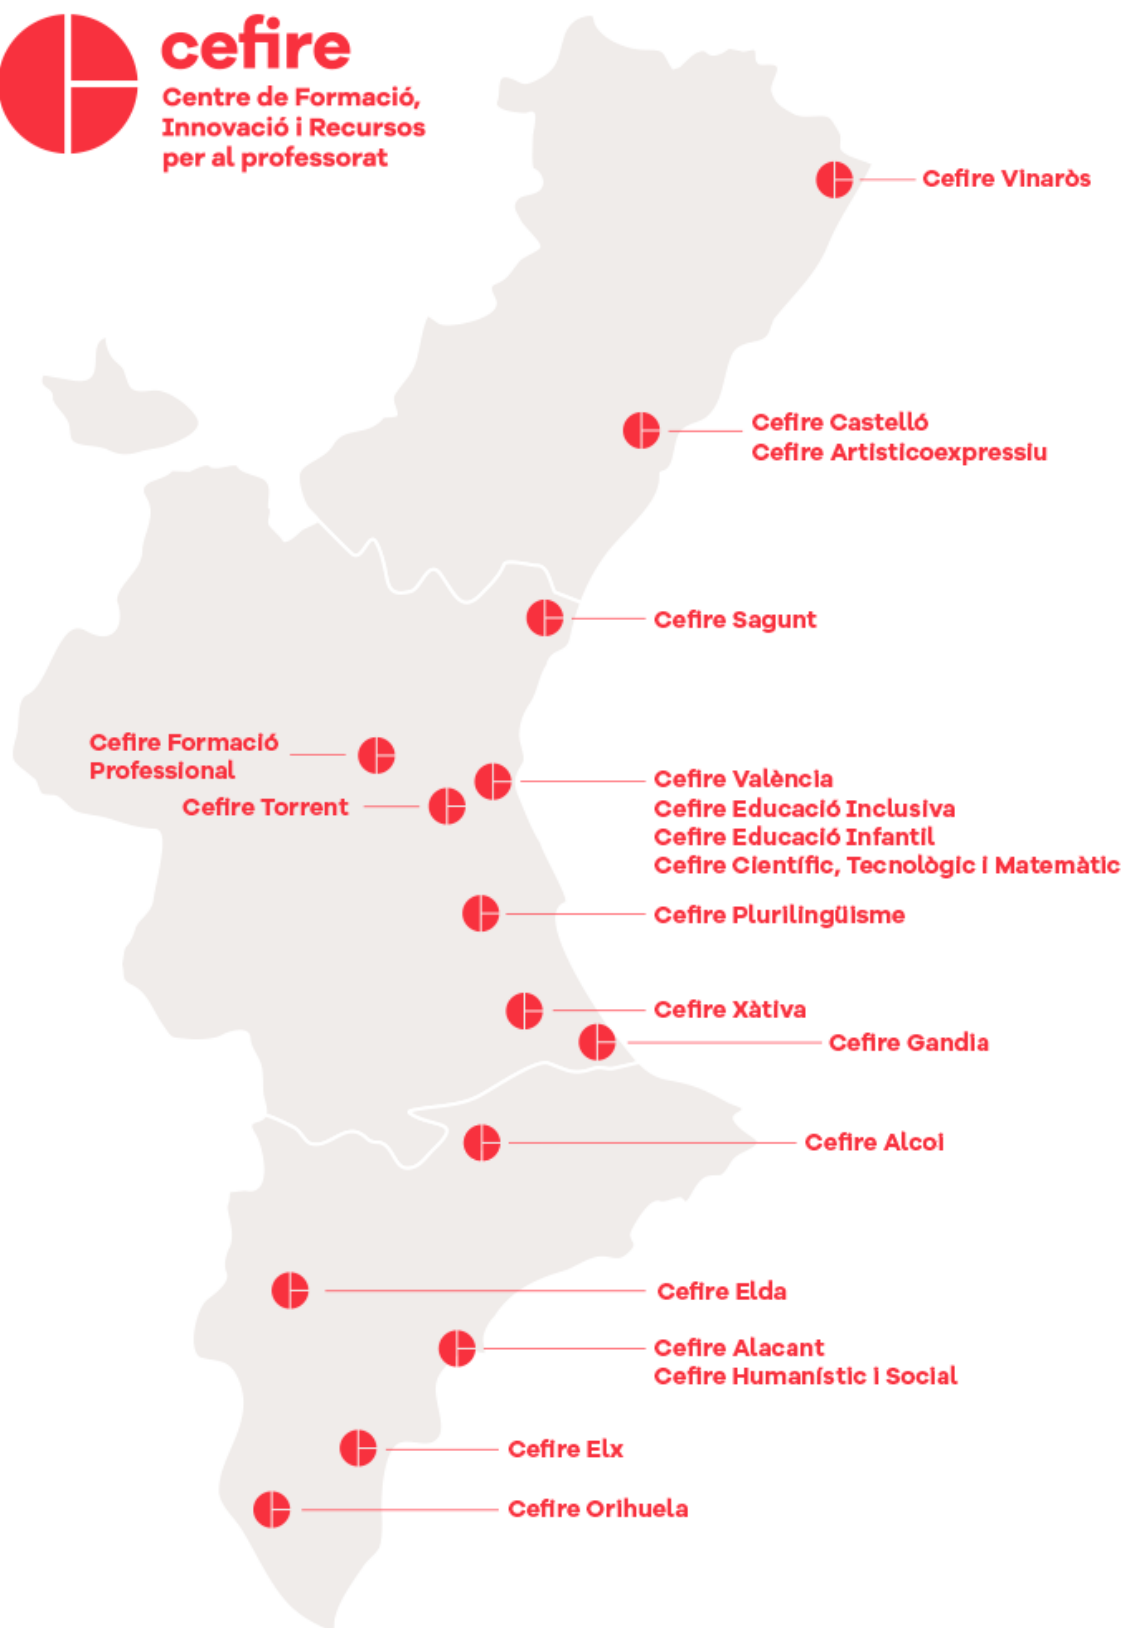 cefire
Centre de Formació,
Innovació i Recursos
per al professorat
Cefire Vinaròs
Cefire Castelló
Cefire Artisticoexpressiu
Cefire Sagunt
Cefire Formació
Professional
Cefire Torrent
Cefire València
Cefire Educació Inclusiva
Cefire Educació Infantil
Cefire Científic, Tecnològic i Matemàtic
Cefire Plurilingüisme
Cefire Xàtiva
Cefire Gandia
Cefire Alcoi
Cefire Elda
Cefire Alacant
Cefire Humanístic i Social
Cefire Elx
Cefire Orihuela